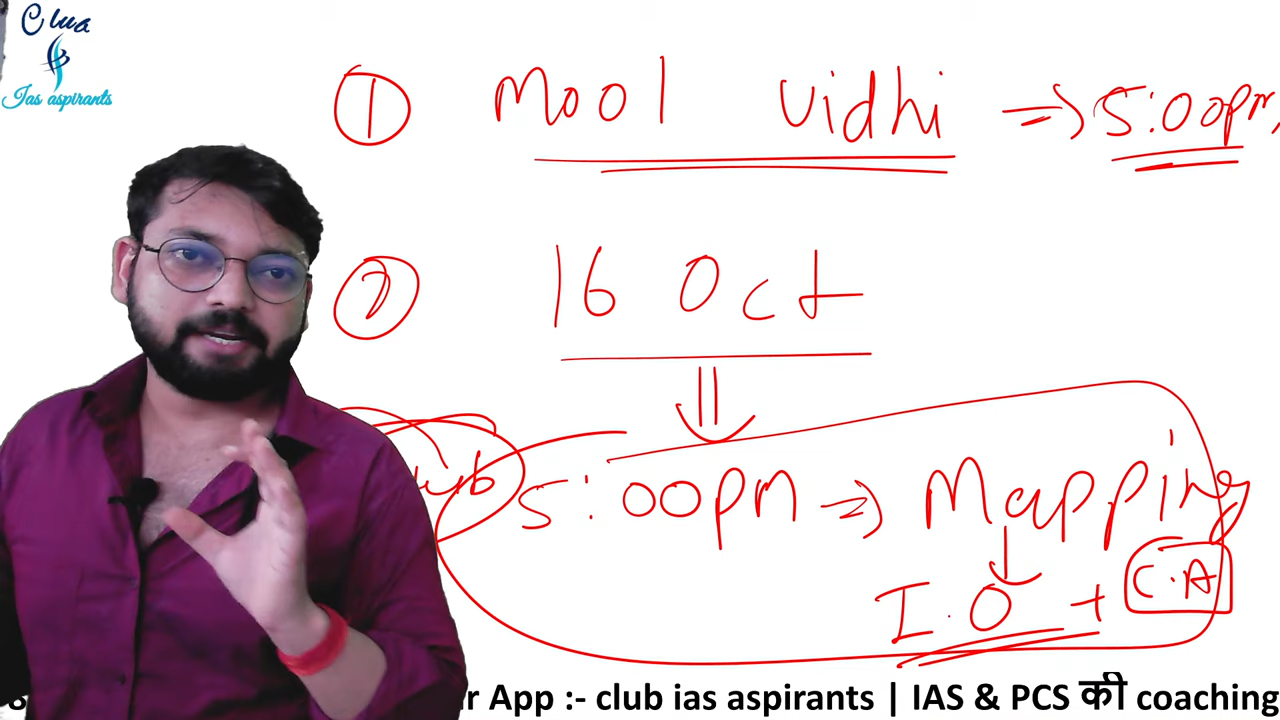 Club
Ias aspirants
① Mool Vidhi => 5:00pm
② 16 Oct
5:00pm => Mapping
I.O + C.A
r App :- club ias aspirants | IAS & PCS की coaching